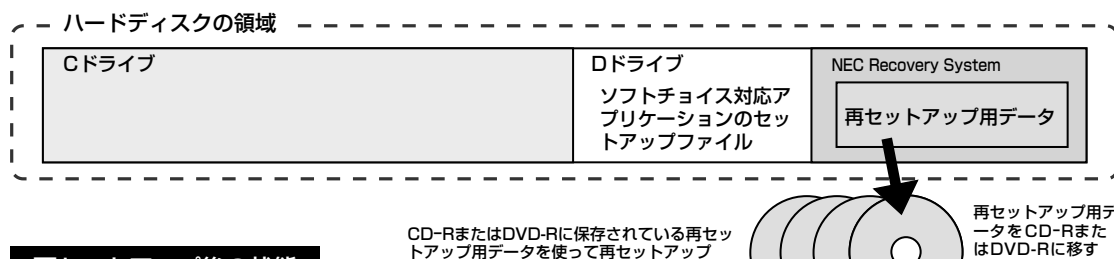 ハードディスクの領域
Cドライブ
Dドライブ
ソフトチョイス対応ア
プリケーションのセッ
トアップファイル
NEC Recovery System
再セットアップ用データ
CD-RまたはDVD-Rに保存されている再セッ
トアップ用データを使って再セットアップ
再セットアップ用デ
ータをCD-Rまた
はDVD-Rに移す